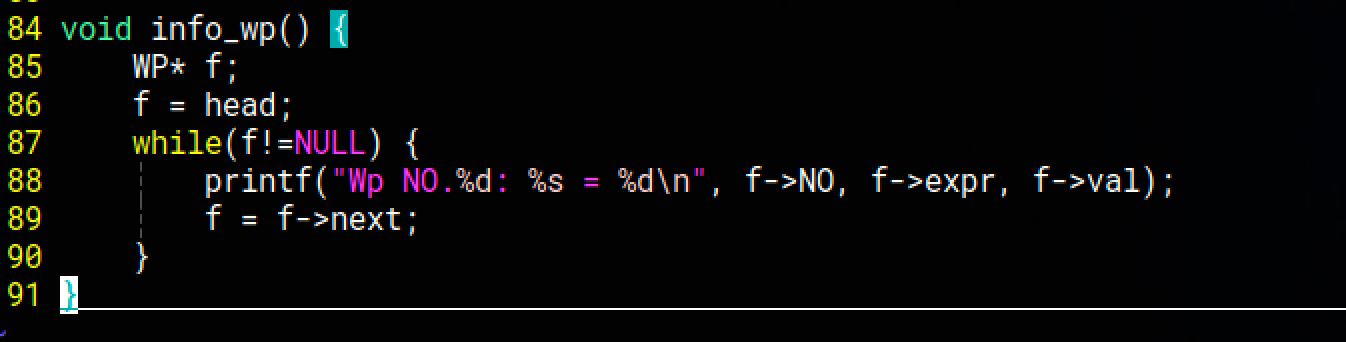 84 void info_wp() {
85     WP* f;
86     f = head;
87     while(f!=NULL) {
88         printf("Wp NO.%d: %s = %d\n", f->NO, f->expr, f->val);
89         f = f->next;
90     }
91 }